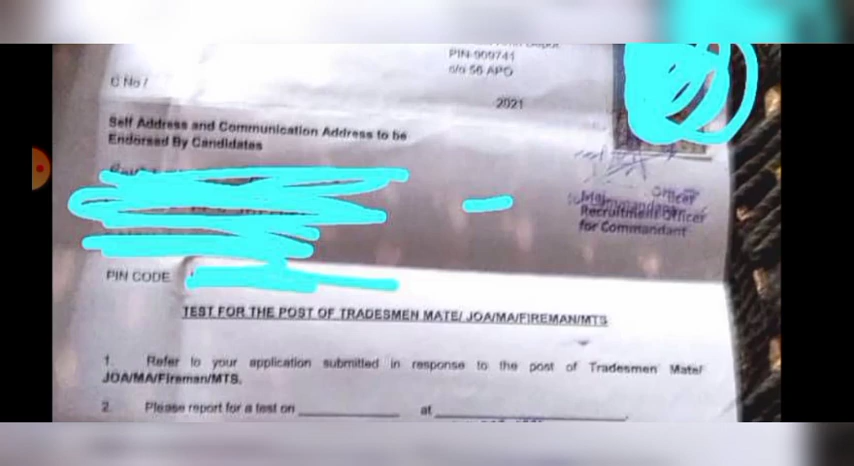 PIN-909741
c/o 56 APO
C No /
2021
Self Address and Communication Address to be
Endorsed By Candidates
Officer
Recruitment Officer
for Commandant
PIN CODE
TEST FOR THE POST OF TRADESMEN MATE/ JOA/MA/FIREMAN/MTS
1. Refer to your application submitted in response to the post of Tradesmen Mate/
JOA/MA/Fireman/MTS.
2 Please report for a test on ____________ at ______________________.